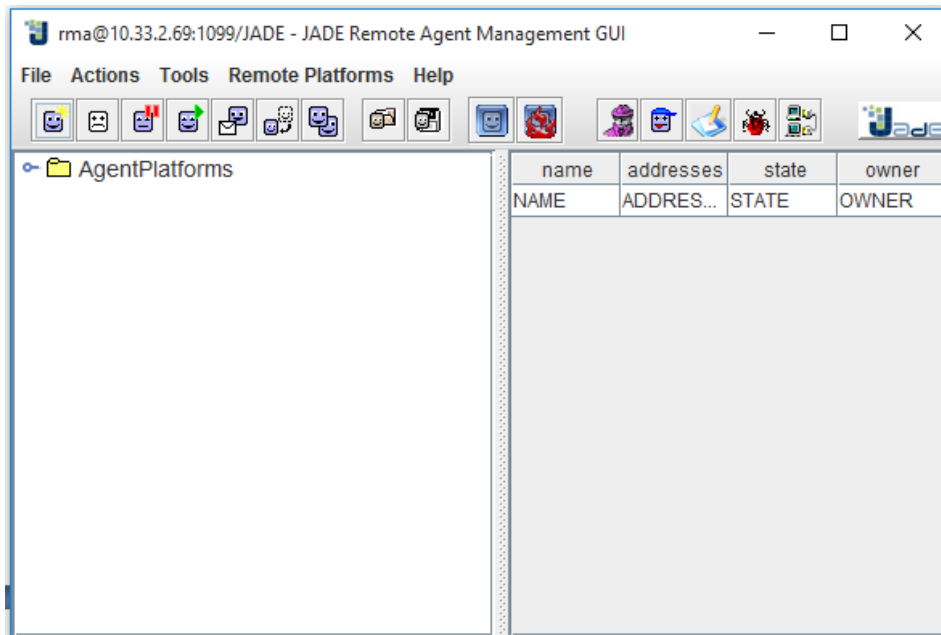 rma@10.33.2.69:1099/JADE - JADE Remote Agent Management GUI
File Actions Tools Remote Platforms Help
Jade
AgentPlatforms
name addresses state owner
NAME ADDRES... STATE OWNER